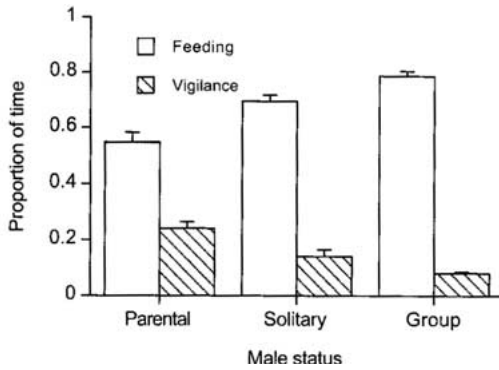 1
0.8
0.6
0.4
0.2
0
Proportion of time
Feeding
Vigilance
Parental Solitary Group
Male status